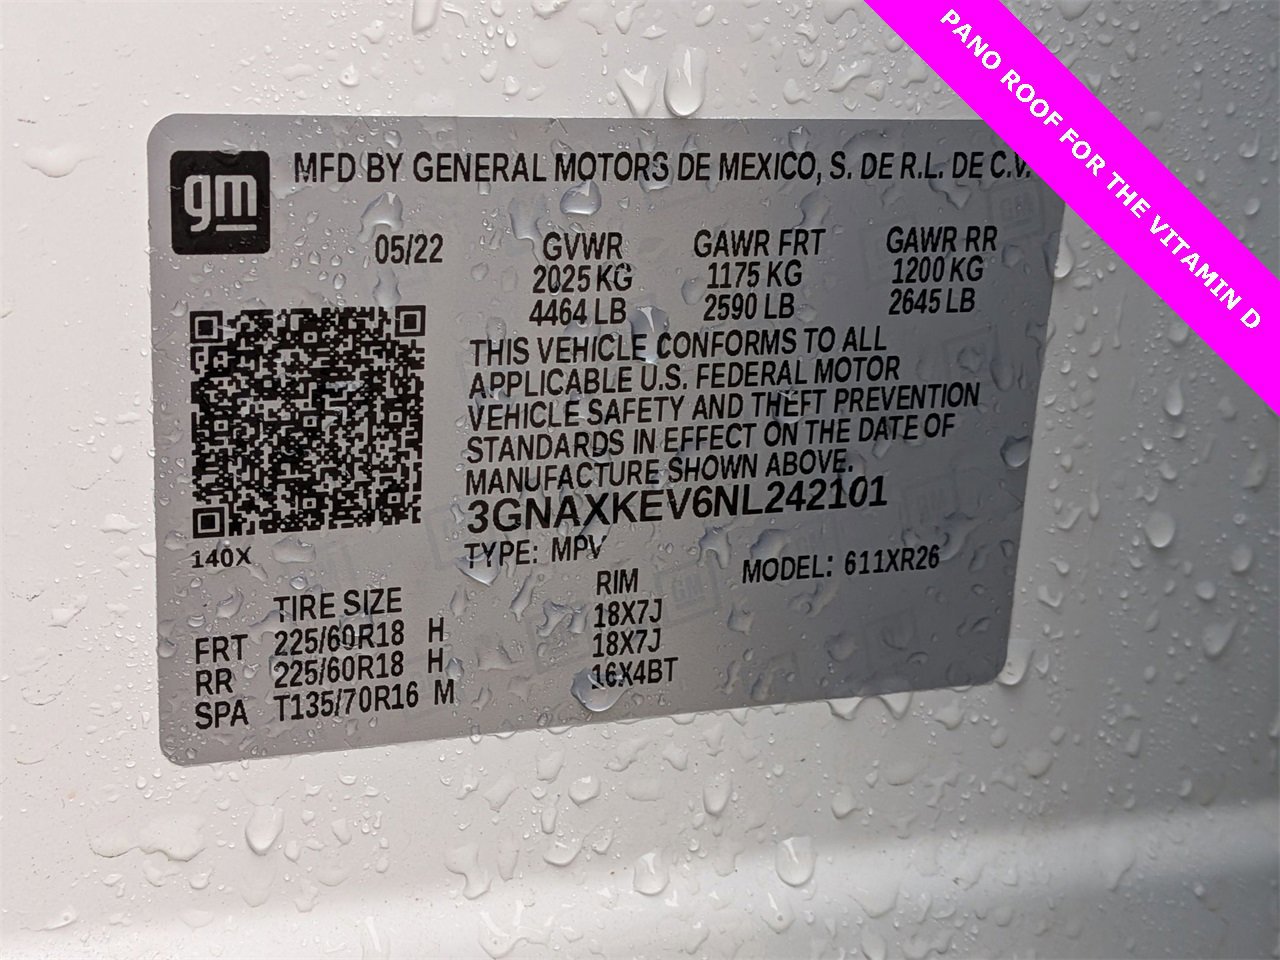 PANO ROOF FOR THE VITAMIN D
gm
MFD BY GENERAL MOTORS DE MEXICO, S. DE R.L. DE C.V.
05/22 GVWR GAWR FRT GAWR RR
2025 KG 1175 KG 1200 KG
4464 LB 2590 LB 2645 LB
THIS VEHICLE CONFORMS TO ALL
APPLICABLE U.S. FEDERAL MOTOR
VEHICLE SAFETY AND THEFT PREVENTION
STANDARDS IN EFFECT ON THE DATE OF
MANUFACTURE SHOWN ABOVE.
3GNAXKEV6NL242101
140X TYPE: MPV MODEL: 611XR26
TIRE SIZE RIM
FRT 225/60R18 H 18X7J
RR 225/60R18 H 18X7J
SPA T135/70R16 M 16X4BT